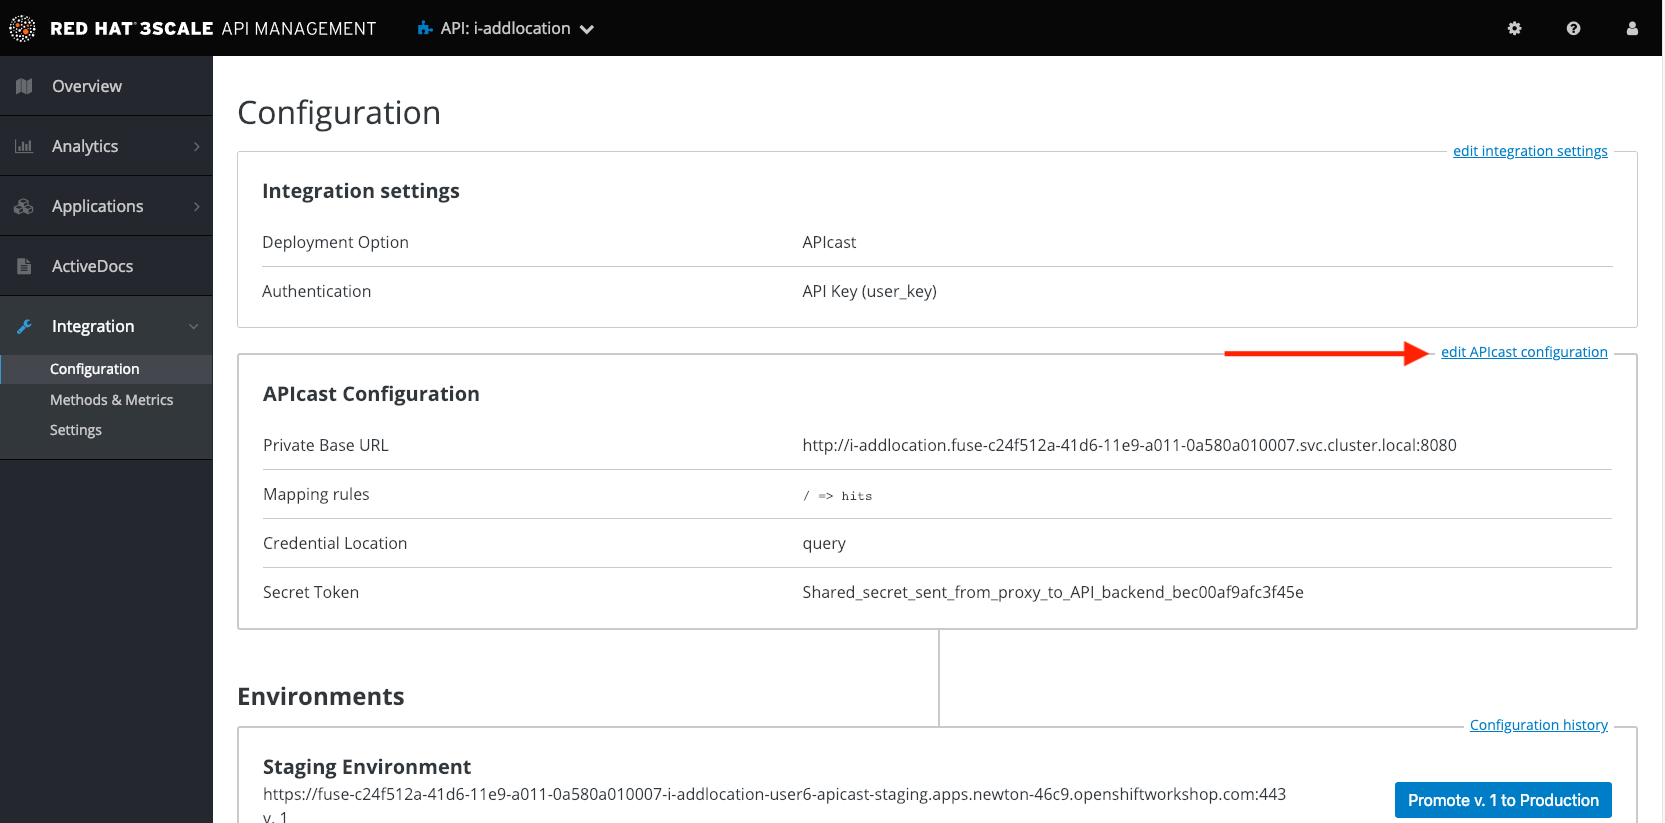 RED HAT 3SCALE API MANAGEMENT
API: i-addlocation
Overview
Analytics
Applications
ActiveDocs
Integration
Configuration
Methods & Metrics
Settings
Configuration
edit integration settings
Integration settings
Deployment Option APIcast
Authentication API Key (user_key)
edit APIcast configuration
APIcast Configuration
Private Base URL http://i-addlocation.fuse-c24f512a-41d6-11e9-a011-0a580a010007.svc.cluster.local:8080
Mapping rules / => hits
Credential Location query
Secret Token Shared_secret_sent_from_proxy_to_API_backend_bec00af9afc3f45e
Environments
Configuration history
Staging Environment
https://fuse-c24f512a-41d6-11e9-a011-0a580a010007-i-addlocation-user6-apicast-staging.apps.newton-46c9.openshiftworkshop.com:443
Promote v. 1 to Production
v. 1